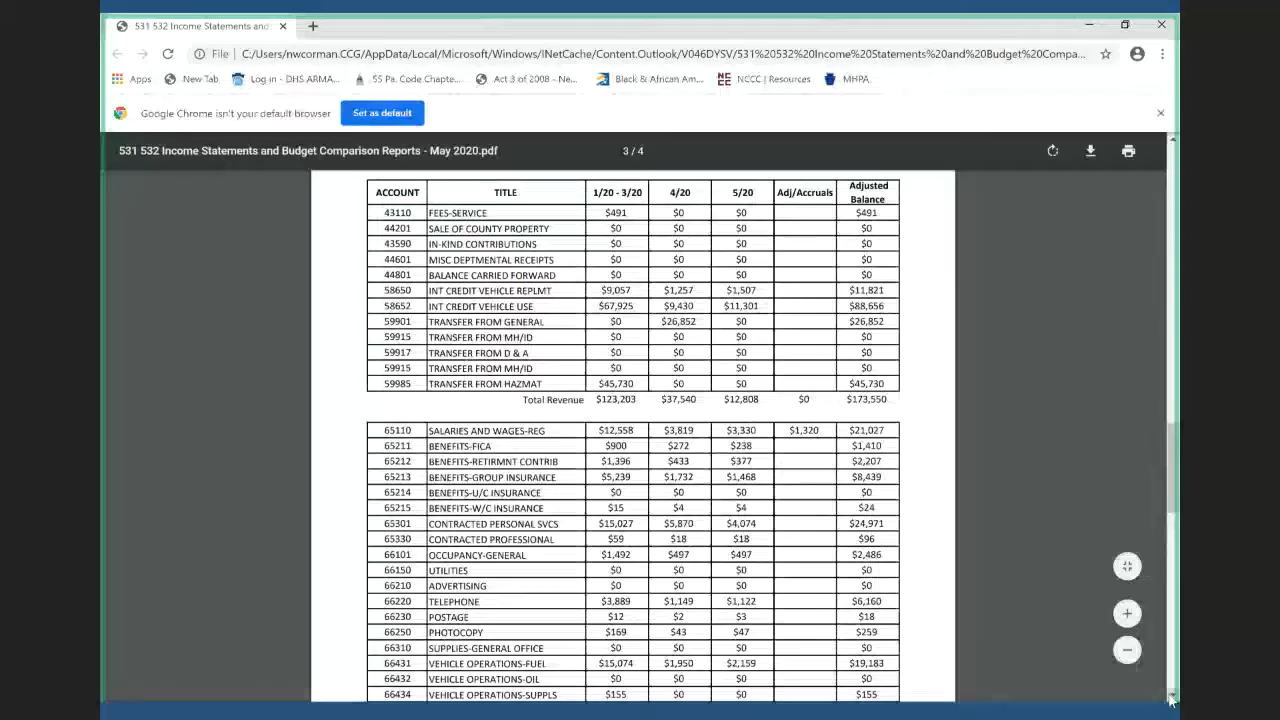 531 532 Income Statements and
File C:/Users/nwcorman.CCG/AppData/Local/Microsoft/Windows/INetCache/Content.Outlook/V046DYSV/531%20532%20Income%20Statements%20and%20Budget%20Compa...
Apps New Tab Log in - DHS ARMA... 55 Pa. Code Chapte... Act 3 of 2008 - Ne... Black & African Am... NCCC | Resources MHPA
Google Chrome isn't your default browser Set as default
531 532 Income Statements and Budget Comparison Reports - May 2020.pdf 3 / 4
ACCOUNT TITLE 1/20 - 3/20 4/20 5/20 Adj/Accruals Adjusted Balance
43110 FEES-SERVICE $491 $0 $0 $491
44201 SALE OF COUNTY PROPERTY $0 $0 $0 $0
43590 IN-KIND CONTRIBUTIONS $0 $0 $0 $0
44601 MISC DEPTMENTAL RECEIPTS $0 $0 $0 $0
44801 BALANCE CARRIED FORWARD $0 $0 $0 $0
58650 INT CREDIT VEHICLE REPLMT $9,057 $1,257 $1,507 $11,821
58652 INT CREDIT VEHICLE USE $67,925 $9,430 $11,301 $88,656
59901 TRANSFER FROM GENERAL $0 $26,852 $0 $26,852
59915 TRANSFER FROM MH/ID $0 $0 $0 $0
59917 TRANSFER FROM D & A $0 $0 $0 $0
59915 TRANSFER FROM MH/ID $0 $0 $0 $0
59985 TRANSFER FROM HAZMAT $45,730 $0 $0 $45,730
Total Revenue $123,203 $37,540 $12,808 $0 $173,550
65110 SALARIES AND WAGES-REG $12,558 $3,819 $3,330 $1,320 $21,027
65211 BENEFITS-FICA $900 $272 $238 $1,410
65212 BENEFITS-RETIRMNT CONTRIB $1,396 $433 $377 $2,207
65213 BENEFITS-GROUP INSURANCE $5,239 $1,732 $1,468 $8,439
65214 BENEFITS-U/C INSURANCE $0 $0 $0 $0
65215 BENEFITS-W/C INSURANCE $15 $4 $4 $24
65301 CONTRACTED PERSONAL SVCS $15,027 $5,870 $4,074 $24,971
65330 CONTRACTED PROFESSIONAL $59 $18 $18 $96
66101 OCCUPANCY-GENERAL $1,492 $497 $497 $2,486
66150 UTILITIES $0 $0 $0 $0
66210 ADVERTISING $0 $0 $0 $0
66220 TELEPHONE $3,889 $1,149 $1,122 $6,160
66230 POSTAGE $12 $2 $3 $18
66250 PHOTOCOPY $169 $43 $47 $259
66310 SUPPLIES-GENERAL OFFICE $0 $0 $0 $0
66431 VEHICLE OPERATIONS-FUEL $15,074 $1,950 $2,159 $19,183
66432 VEHICLE OPERATIONS-OIL $0 $0 $0 $0
66434 VEHICLE OPERATIONS-SUPPLS $155 $0 $0 $155